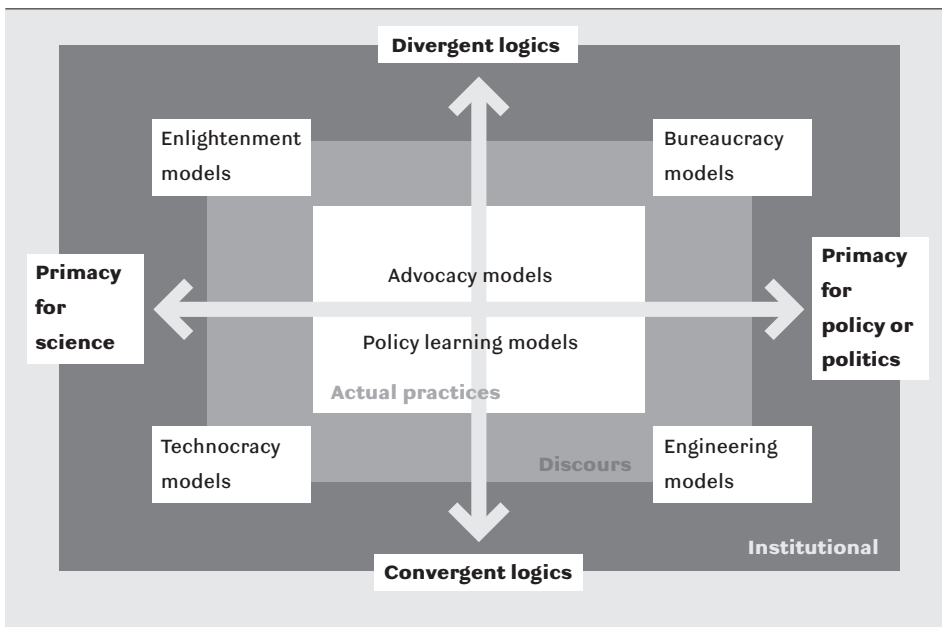 Divergent logics
Enlightenment
models
Bureaucracy
models
Primacy
for
science
Advocacy models
Policy learning models
Actual practices
Primacy
for
policy or
politics
Technocracy
models
Discours
Engineering
models
Institutional
Convergent logics